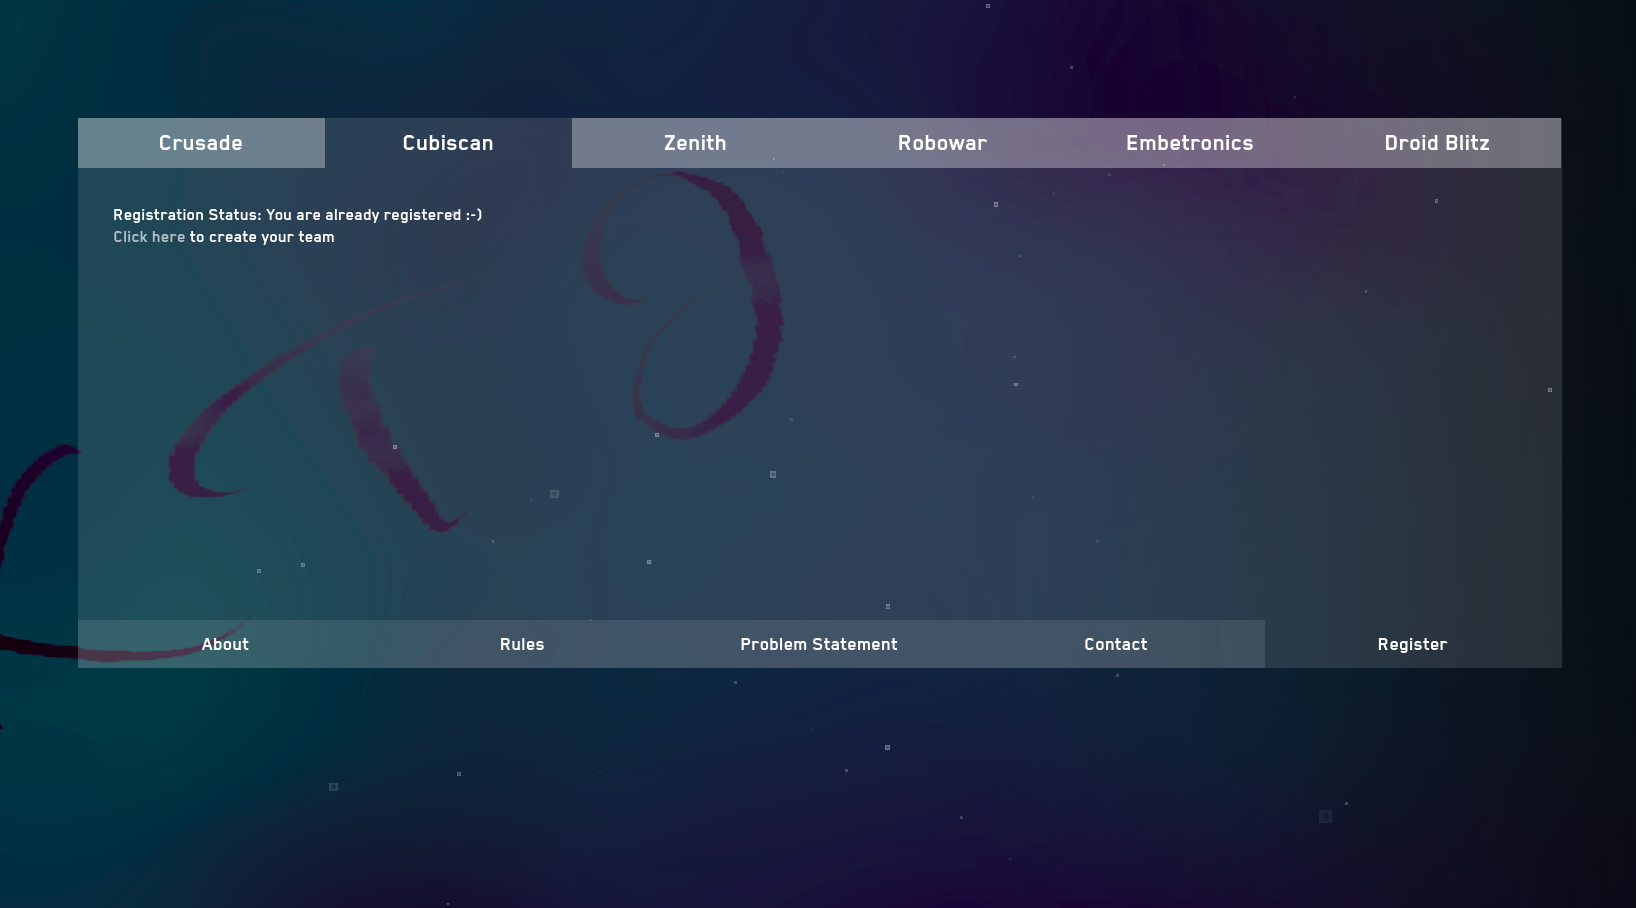 Crusade Cubiscan Zenith Robowar Embetronics Droid Blitz
Registration Status: You are already registered :-)
Click here to create your team
About Rules Problem Statement Contact Register